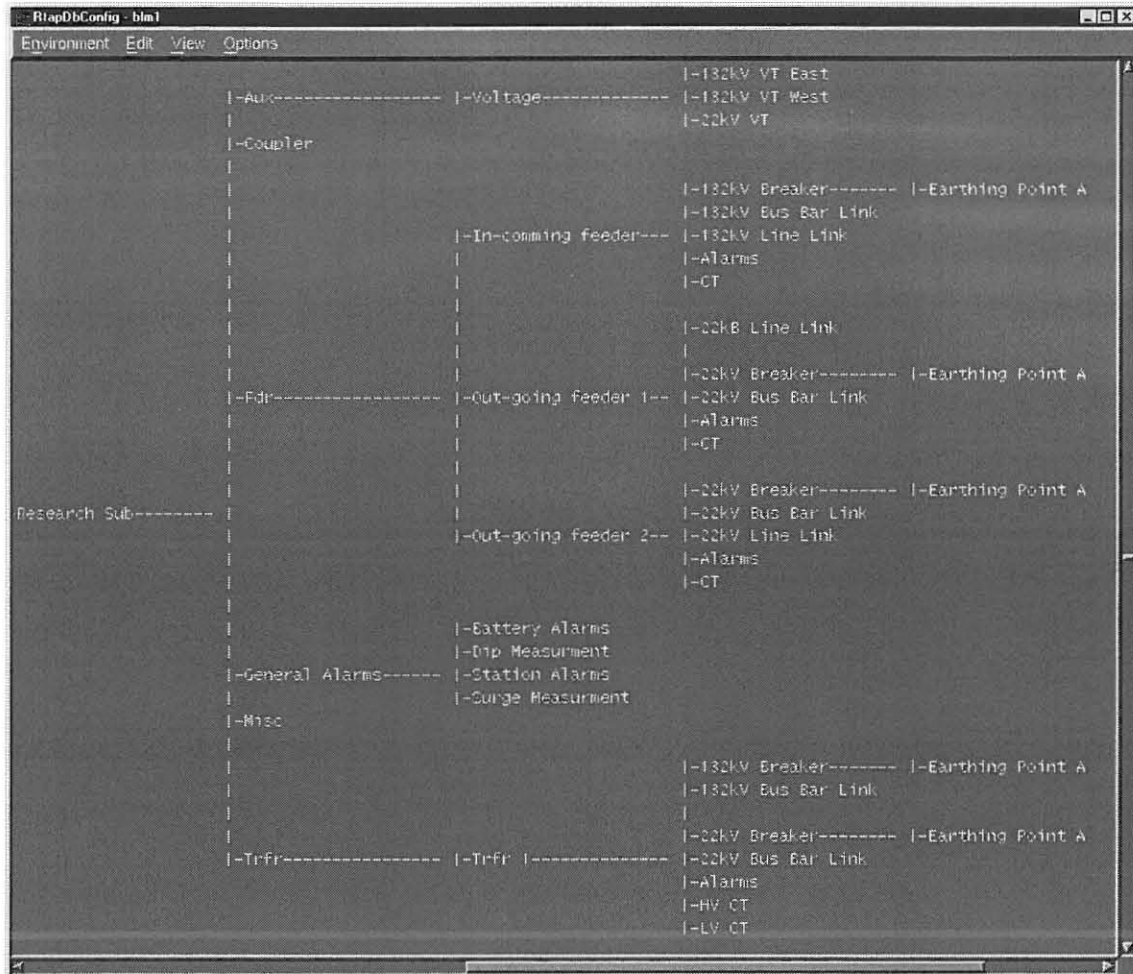 RtapDbConfig - blm1
Environment Edit View Options
|-132kV VT East
|-Aux---------------- |-Voltage------------- |-132kV VT West
| |-22kV VT
|-Coupler
|
| |-132kV Breaker------- |-Earthing Point A
| |-132kV Bus Bar Link
| |-In-comming feeder--- |-132kV Line Link
| | |-Alarms
| | |-CT
| |
| | |-22kB Line Link
| | |
| | |-22kV Breaker-------- |-Earthing Point A
|-Fdr---------------- |-Out-going feeder 1-- |-22kV Bus Bar Link
| | |-Alarms
| | |-CT
| |
| | |-22kV Breaker-------- |-Earthing Point A
Research Sub-------- | | |-22kV Bus Bar Link
| |-Out-going feeder 2-- |-22kV Line Link
| |-Alarms
| |-CT
|
| |-Battery Alarms
| |-Dip Measurment
|-General Alarms------ |-Station Alarms
| |-Surge Measurment
|-Misc
|
| |-132kV Breaker------- |-Earthing Point A
| |-132kV Bus Bar Link
| |
| |-22kV Breaker-------- |-Earthing Point A
|-Trfr---------------- |-Trfr 1------------- |-22kV Bus Bar Link
|-Alarms
|-HV CT
|-LV CT